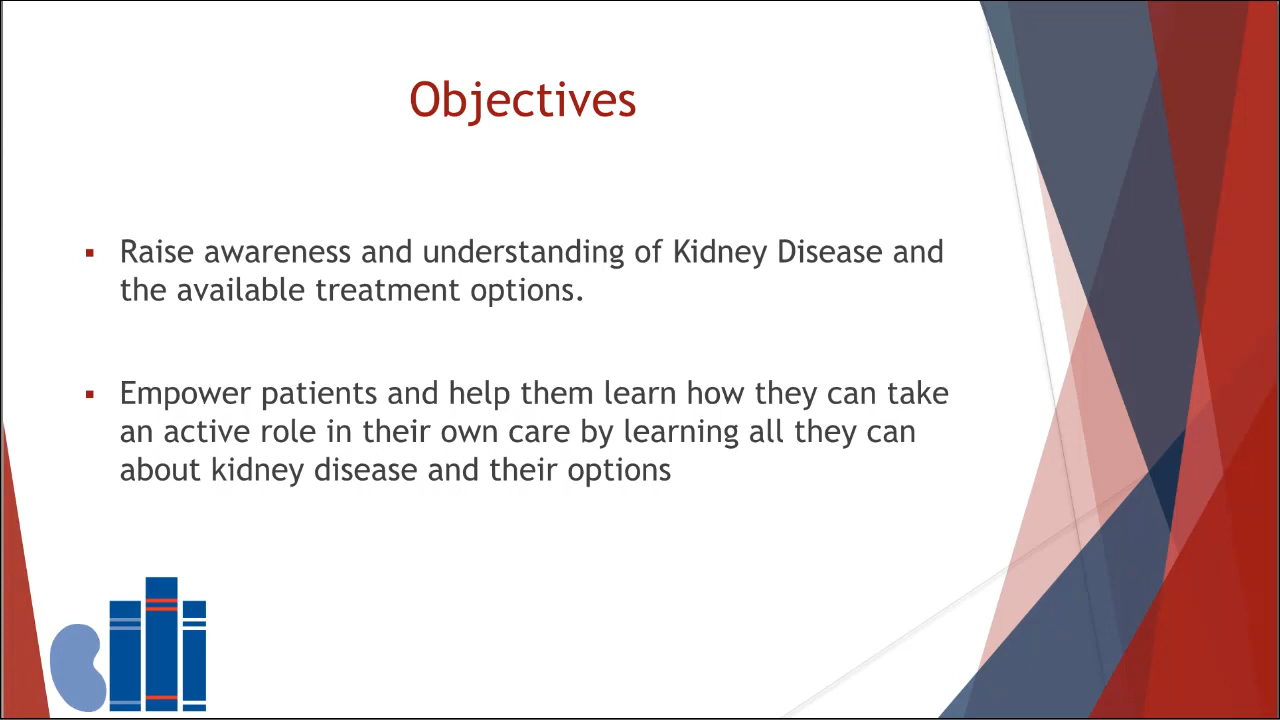 Objectives
▪ Raise awareness and understanding of Kidney Disease and
the available treatment options.
▪ Empower patients and help them learn how they can take
an active role in their own care by learning all they can
about kidney disease and their options